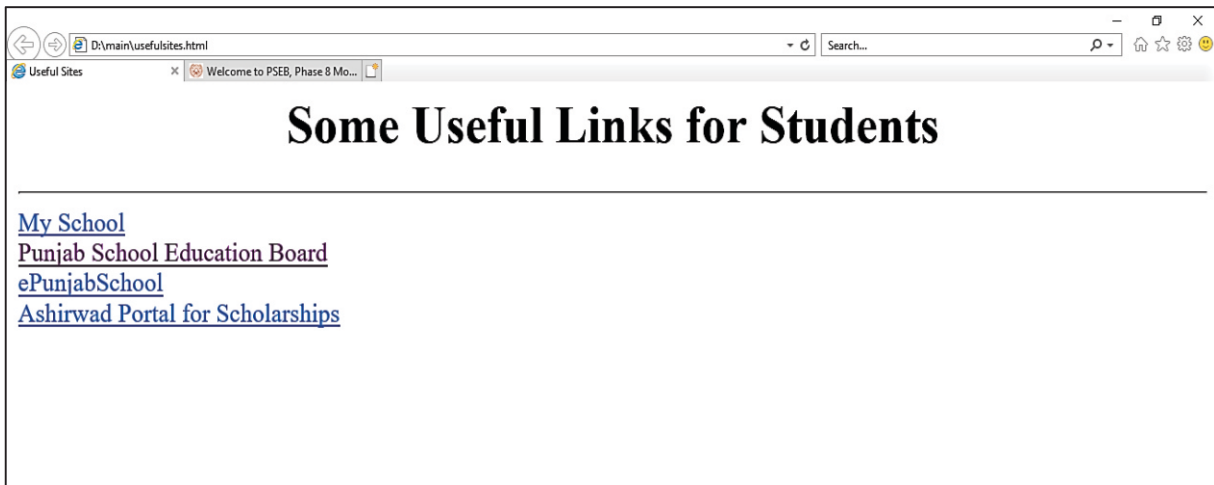 D:\main\usefulsites.html
Search...
Useful Sites
Welcome to PSEB, Phase 8 Mo...
Some Useful Links for Students
My School
Punjab School Education Board
ePunjabSchool
Ashirwad Portal for Scholarships